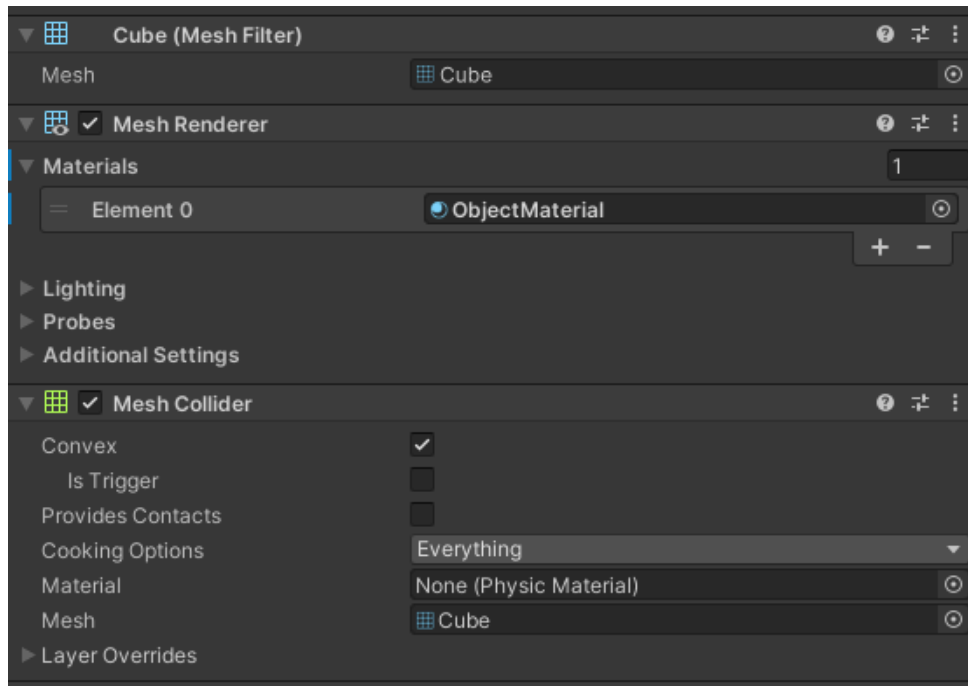 Cube (Mesh Filter)
Mesh Cube
Mesh Renderer
Materials 1
Element 0 ObjectMaterial
+ −
Lighting
Probes
Additional Settings
Mesh Collider
Convex
Is Trigger
Provides Contacts
Cooking Options Everything
Material None (Physic Material)
Mesh Cube
Layer Overrides